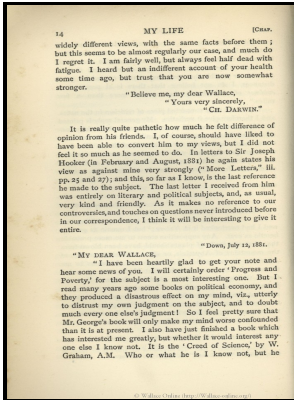 14 MY LIFE [CHAP.
widely different views, with the same facts before them;
but this seems to be almost regularly our case, and much do
I regret it. I am fairly well, but always feel half dead with
fatigue. I heard but an indifferent account of your health
some time ago, but trust that you are now somewhat
stronger.
"Believe me, my dear Wallace,
"Yours very sincerely,
"CH. DARWIN."
It is really quite pathetic how much he felt difference of
opinion from his friends. I, of course, should have liked to
have been able to convert him to my views, but I did not
feel it so much as he seemed to do. In letters to Sir Joseph
Hooker (in February and August, 1881) he again states his
view as against mine very strongly ("More Letters," iii.
pp. 25 and 27); and this, so far as I know, is the last reference
he made to the subject. The last letter I received from him
was entirely on literary and political subjects, and, as usual,
very kind and friendly. As it makes no reference to our
controversies, and touches on questions never introduced before
in our correspondence, I think it will be interesting to give it
entire.
"Down, July 12, 1881.
"MY DEAR WALLACE,
"I have been heartily glad to get your note and
hear some news of you. I will certainly order 'Progress and
Poverty,' for the subject is a most interesting one. But I
read many years ago some books on political economy, and
they produced a disastrous effect on my mind, viz., utterly
to distrust my own judgment on the subject, and to doubt
much every one else's judgment! So I feel pretty sure that
Mr. George's book will only make my mind worse confounded
than it is at present. I also have just finished a book which
has interested me greatly, but whether it would interest any
one else I know not. It is the 'Creed of Science,' by W.
Graham, A.M. Who or what he is I know not, but he
© Wallace Online (http://Wallace-online.org/)